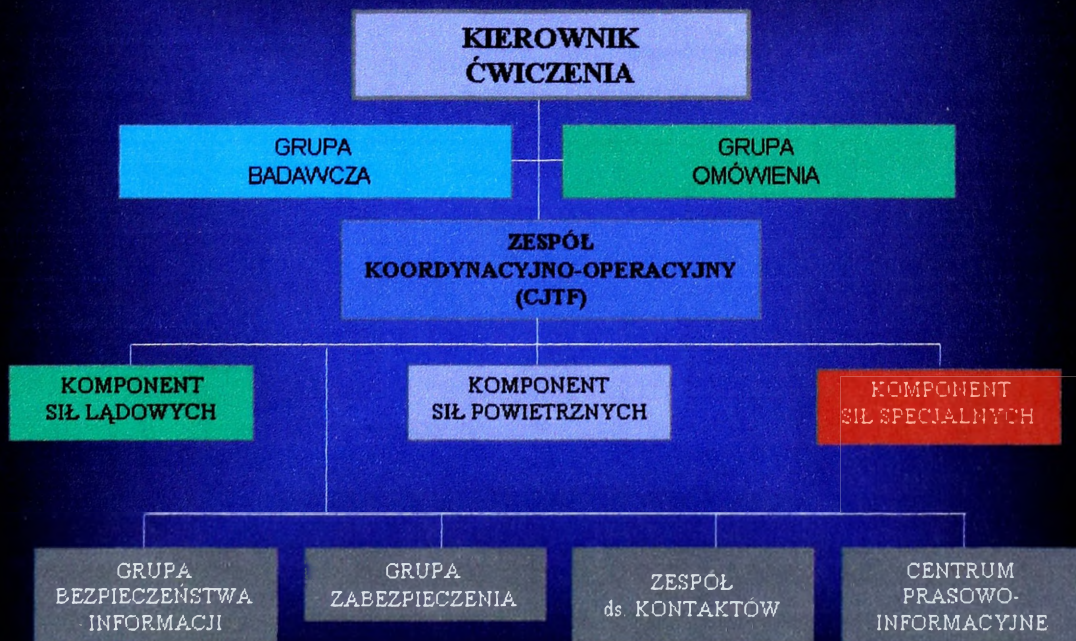 KIEROWNIK
ĆWICZENIA
GRUPA
BADAWCZA
GRUPA
OMÓWIENIA
ZESPÓŁ
KOORDYNACYJNO-OPERACYJNY
(CJTF)
KOMPONENT
SIŁ LĄDOWYCH
KOMPONENT
SIŁ POWIETRZNYCH
KOMPONENT
SIŁ SPECJALNYCH
GRUPA
BEZPIECZEŃSTWA
INFORMACJI
GRUPA
ZABEZPIECZENIA
ZESPÓŁ
ds. KONTAKTÓW
CENTRUM
PRASOWO-
INFORMACYJNE